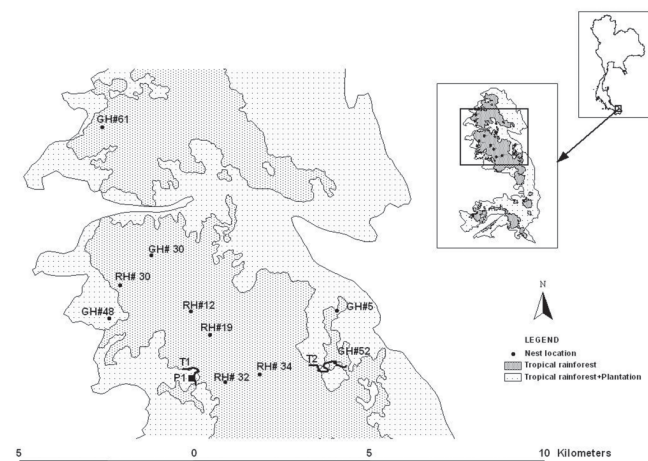 GH#61
GH# 30
RH# 30
RH#12
GH#48
GH#5
RH#19
T1
P1
RH# 32
RH# 34
T2
GH#52
N
LEGEND
Nest location
Tropical rainforest
Tropical rainforest+Plantation
5 0 5 10 Kilometers